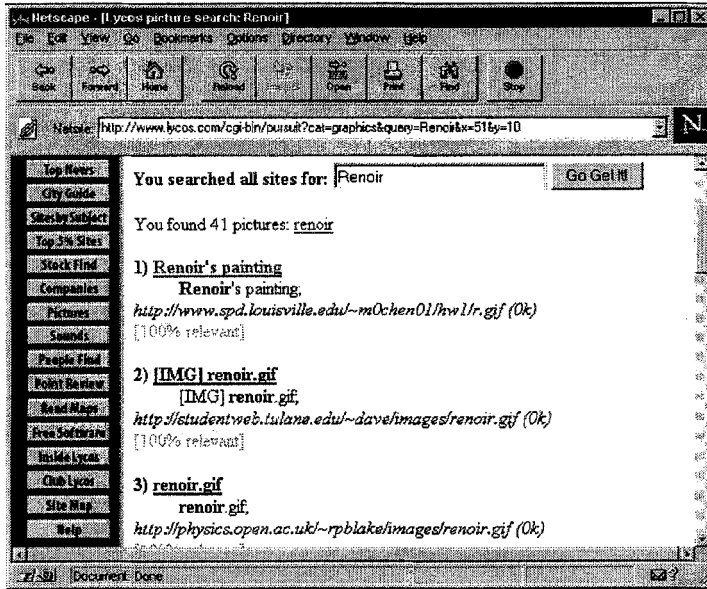 Netscape - [Lycos picture search: Renoir]
File Edit View Go Bookmarks Options Directory Window Help
Back Forward Home Reload Open Print Find Stop
Netsite: http://www.lycos.com/cgi-bin/pursuit?cat=graphics&query=Renoir&x=51&y=10
N
Top News
City Guide
Sites by Subject
Top 5% Sites
Stock Find
Companies
Pictures
Sounds
People Find
Point Review
Road Maps
Free Software
Inside Lycos
Club Lycos
Site Map
Help
You searched all sites for: Renoir Go Get It!
You found 41 pictures: renoir
1) Renoir's painting
Renoir's painting;
http://www.spd.louisville.edu/~m0chen01/hw1/r.gif (0k)
[100% relevant]
2) [IMG] renoir.gif
[IMG] renoir.gif;
http://studentweb.tulane.edu/~dave/images/renoir.gif (0k)
[100% relevant]
3) renoir.gif
renoir.gif;
http://physics.open.ac.uk/~rpblake/images/renoir.gif (0k)
Document: Done